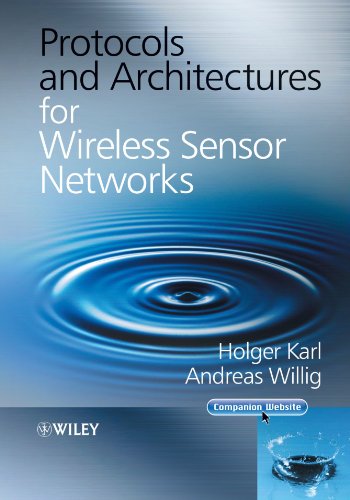 Protocols
and Architectures
for
Wireless Sensor
Networks
Holger Karl
Andreas Willig
Companion Website
WILEY